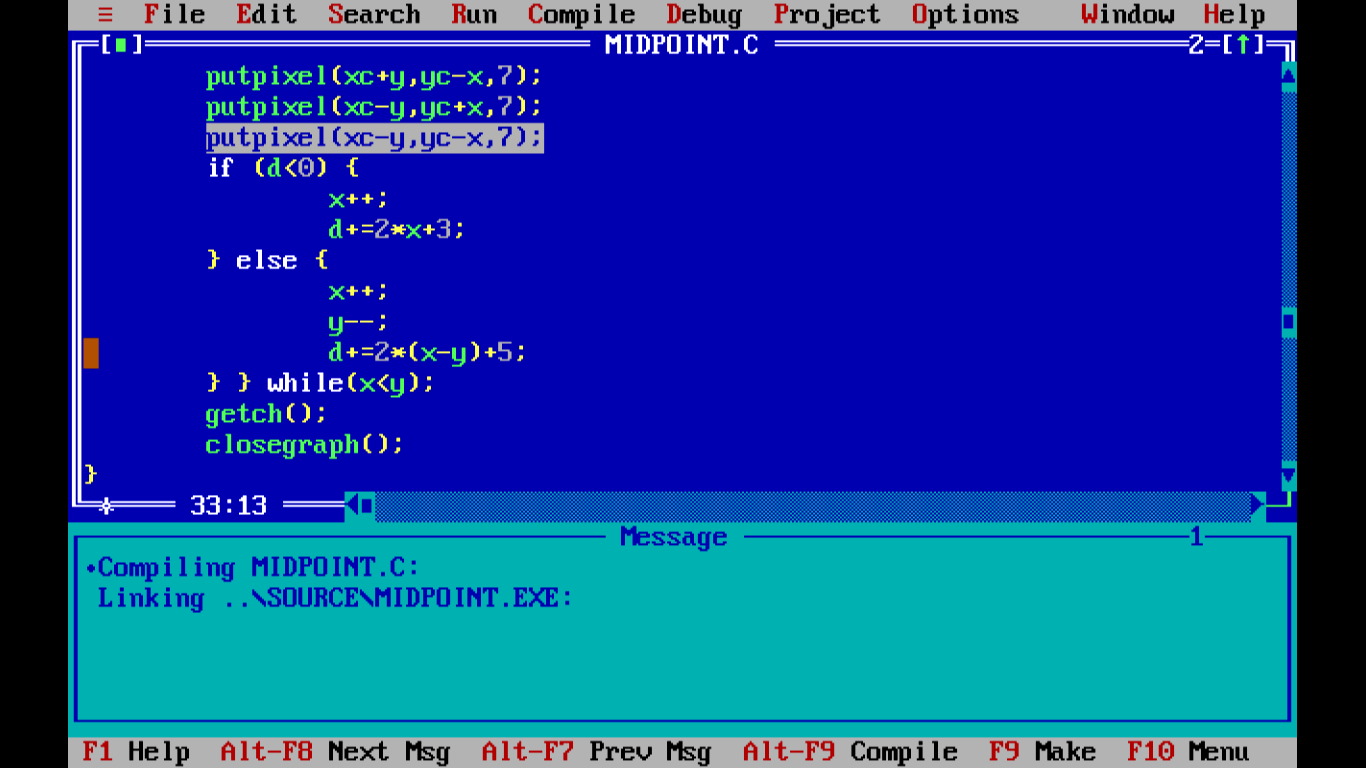 ≡ File Edit Search Run Compile Debug Project Options Window Help
[■] MIDPOINT.C 2=[↑]
putpixel(xc+y,yc-x,7);
putpixel(xc-y,yc+x,7);
putpixel(xc-y,yc-x,7);
if (d<0) {
x++;
d+=2*x+3;
} else {
x++;
y--;
d+=2*(x-y)+5;
} } while(x<y);
getch();
closegraph();
}
33:13
Message 1
•Compiling MIDPOINT.C:
Linking ..\SOURCE\MIDPOINT.EXE:
F1 Help Alt-F8 Next Msg Alt-F7 Prev Msg Alt-F9 Compile F9 Make F10 Menu